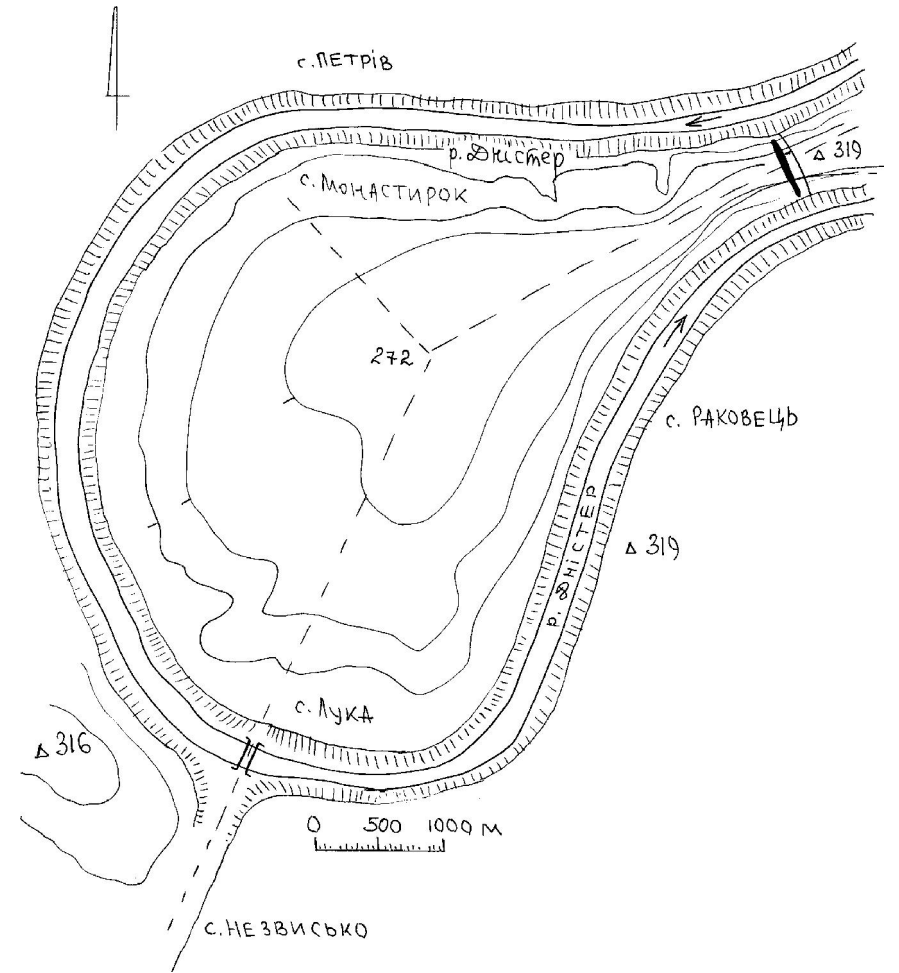 с. ПЕТРІВ
р. Дністер
Δ 319
с. МОНАСТИРОК
272
с. РАКОВЕЦЬ
Δ 319
р. Дністер
с. ЛУКА
Δ 316
0 500 1000 м
с. НЕЗВИСЬКО